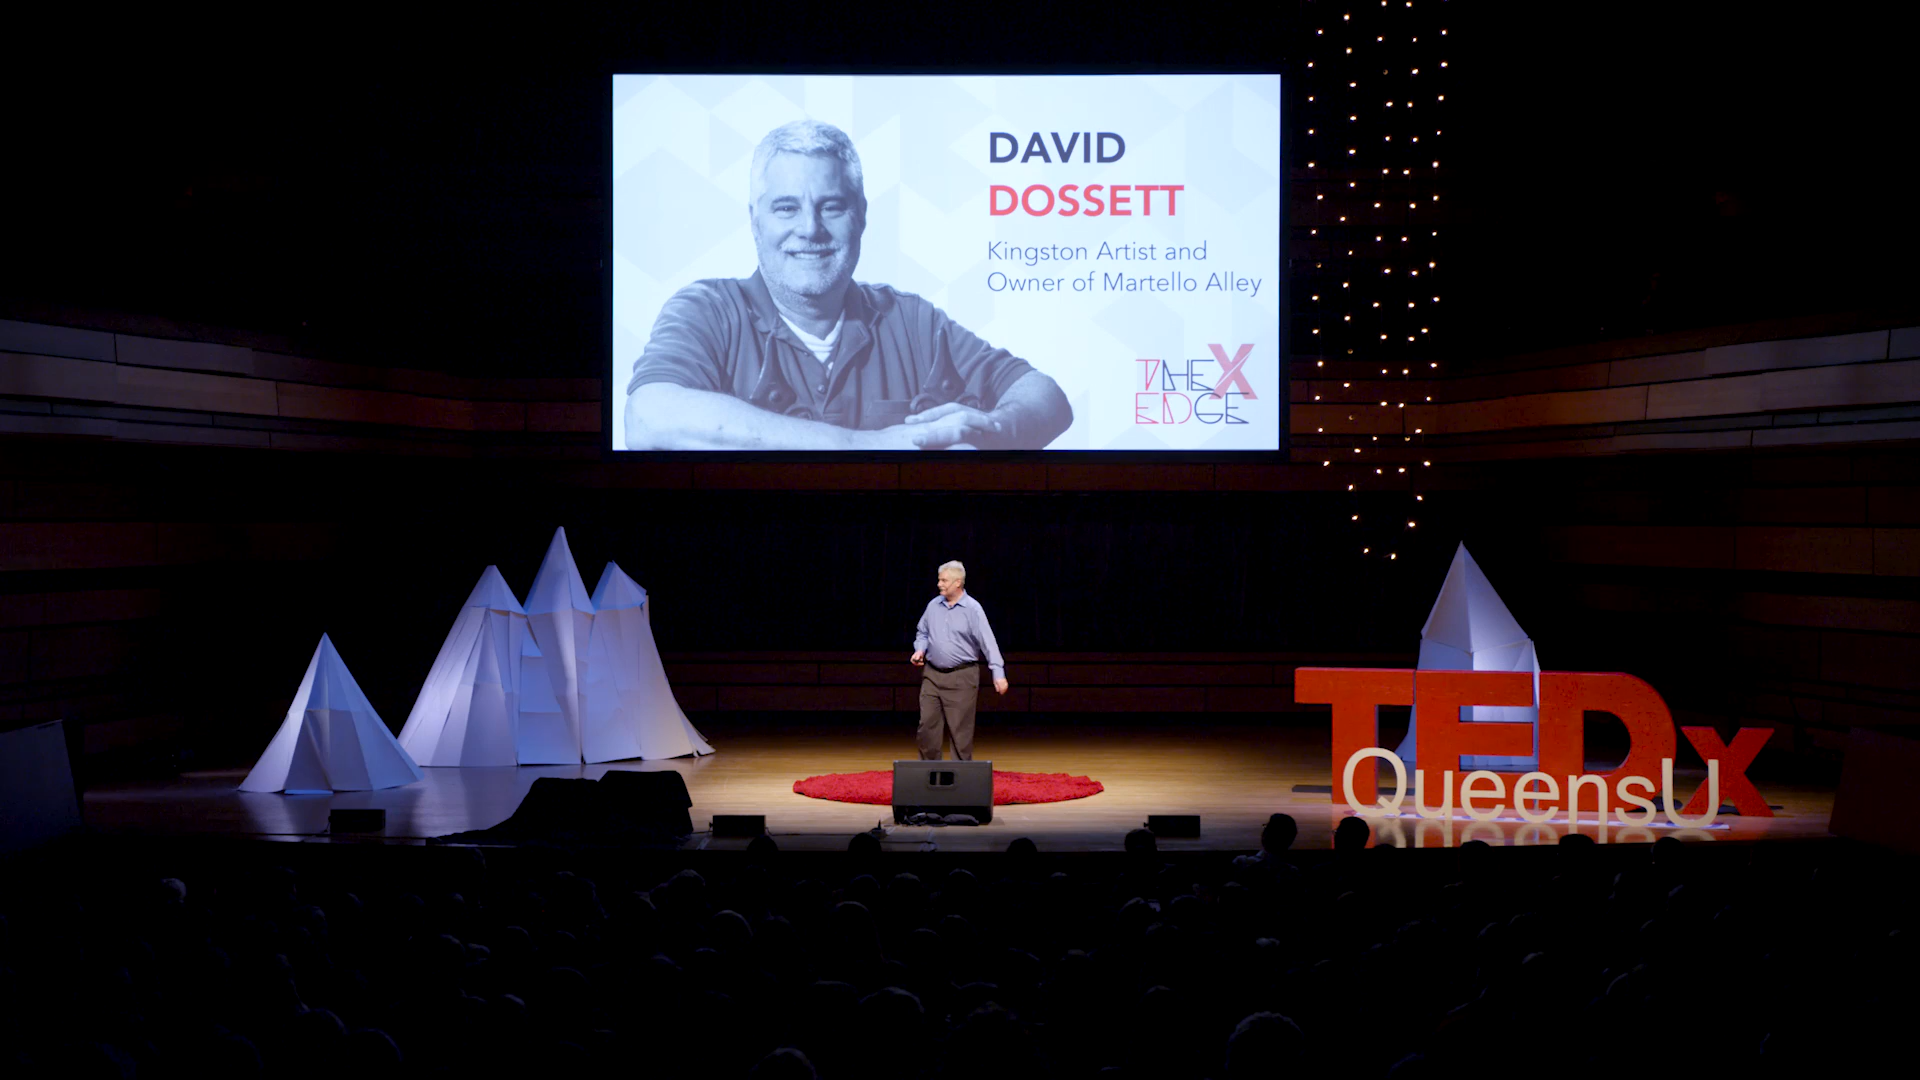 DAVID
DOSSETT
Kingston Artist and
Owner of Martello Alley
THE X
EDGE
TEDx
QueensU